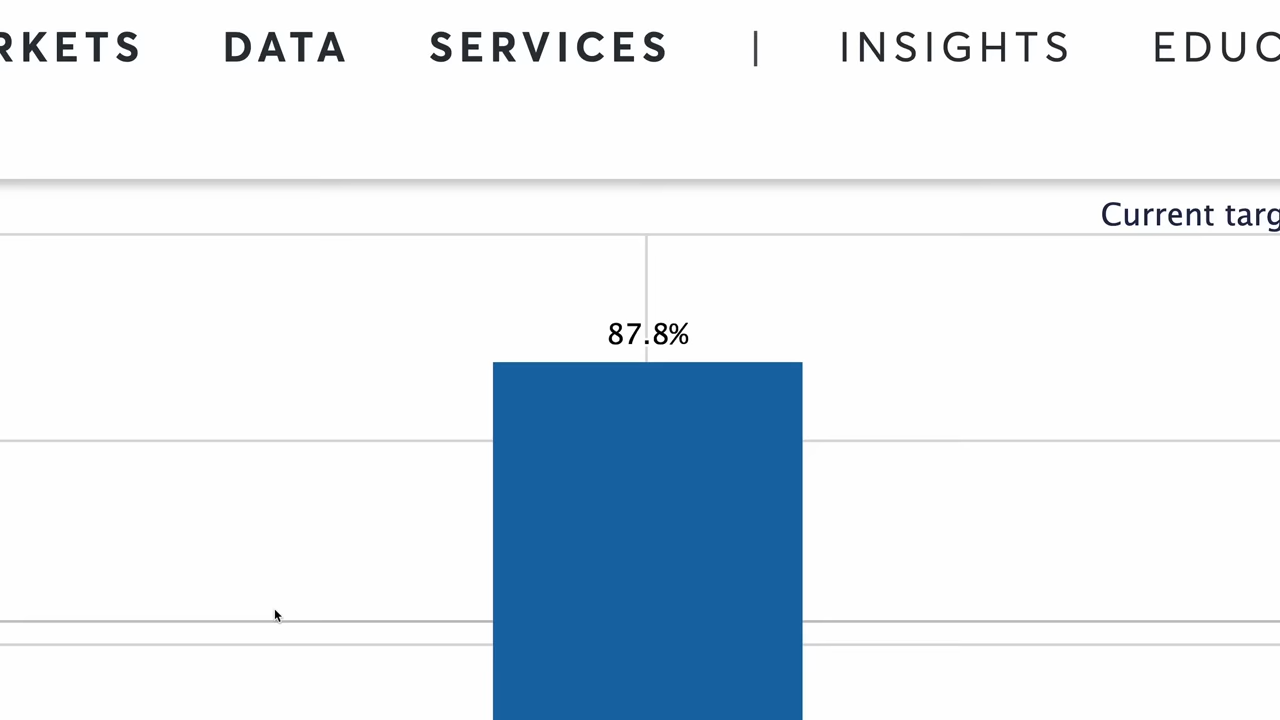 RKETS DATA SERVICES | INSIGHTS EDUC
Current targ
87.8%